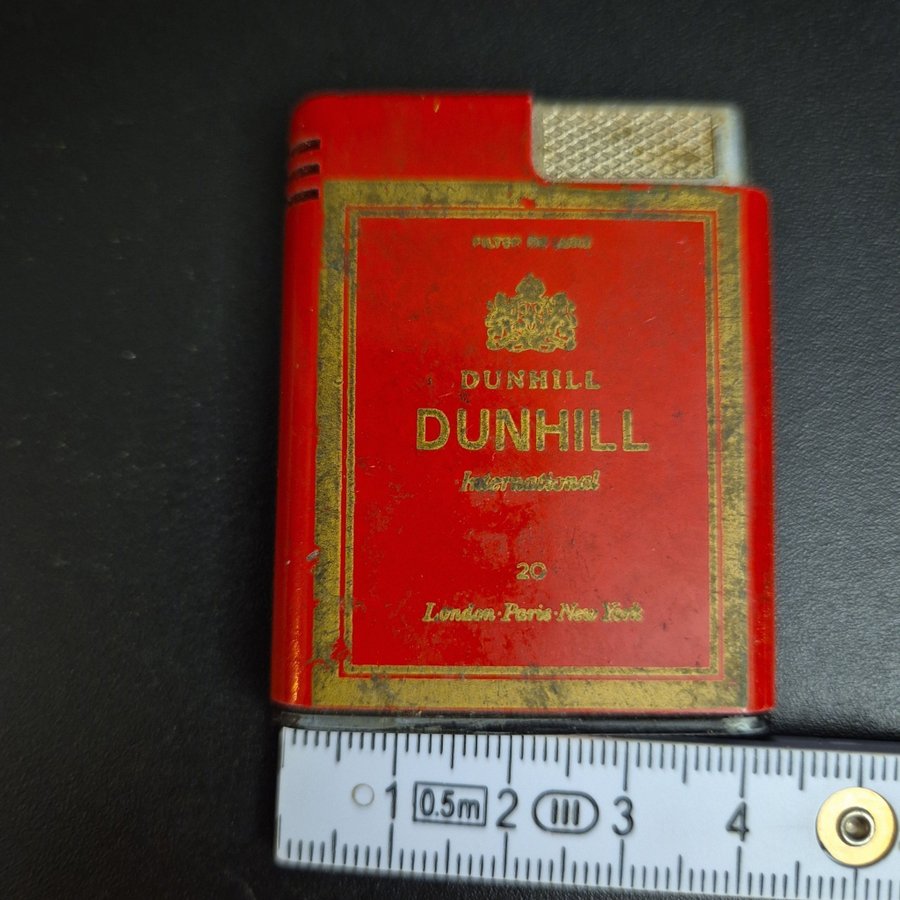 DUNHILL
DUNHILL
International
20
London·Paris·New York
1 0.5m 2 III 3 4